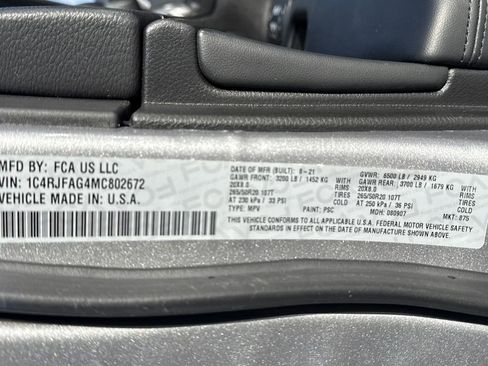 MFD BY: FCA US LLC
VIN: 1C4RJFAG4MC802672
VEHICLE MADE IN: U.S.A.
DATE OF MFR (BUILT): 8-21
GAWR FRONT: 3200 LB / 1452 KG
20X8.0
265/50R20 107T TIRES
AT 230 kPa / 33 PSI COLD
TYPE: MPV PAINT: PSC
GVWR: 6500 LB / 2949 KG
GAWR REAR: 3700 LB / 1679 KG
20X8.0
265/50R20 107T TIRES
AT 250 kPa / 36 PSI COLD
MDH: 080907 MKT: 875
THIS VEHICLE CONFORMS TO ALL APPLICABLE U.S.A. FEDERAL MOTOR VEHICLE SAFETY
STANDARDS IN EFFECT ON THE DATE OF MANUFACTURE SHOWN ABOVE.